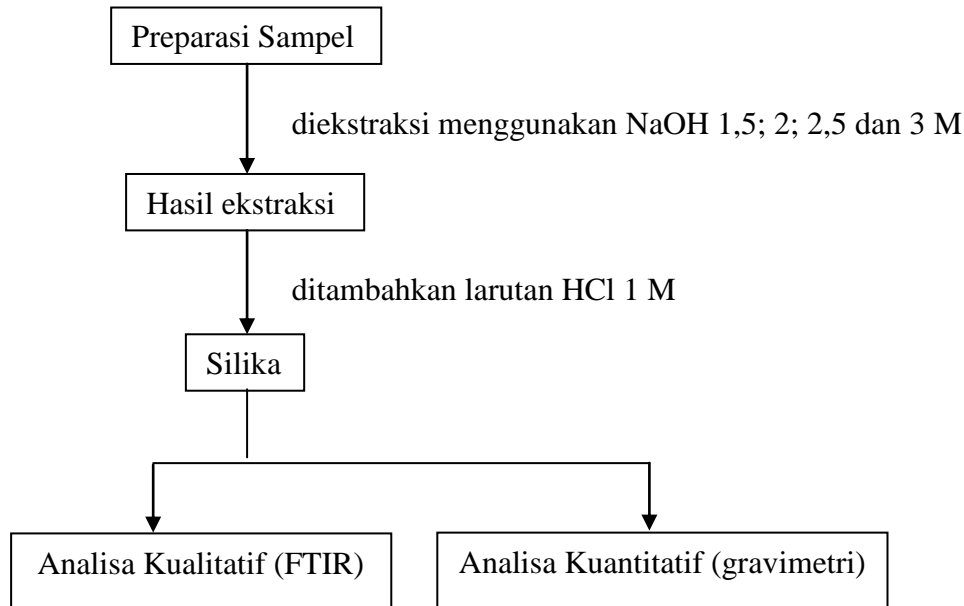 Preparasi Sampel
diekstraksi menggunakan NaOH 1,5; 2; 2,5 dan 3 M
Hasil ekstraksi
ditambahkan larutan HCl 1 M
Silika
Analisa Kualitatif (FTIR)
Analisa Kuantitatif (gravimetri)